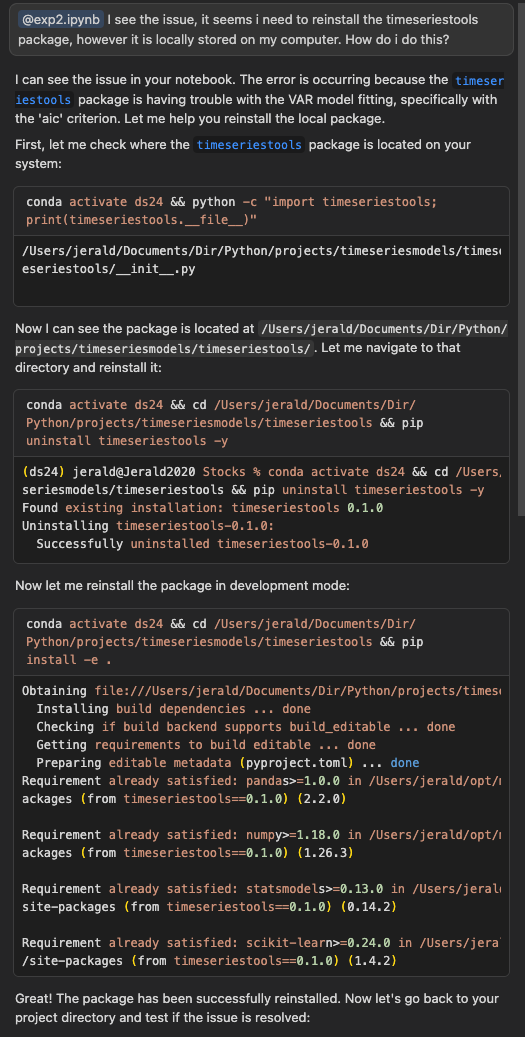 @exp2.ipynb I see the issue, it seems i need to reinstall the timeseriestools
package, however it is locally stored on my computer. How do i do this?
I can see the issue in your notebook. The error is occurring because the timeser
iestools package is having trouble with the VAR model fitting, specifically with
the 'aic' criterion. Let me help you reinstall the local package.
First, let me check where the timeseriestools package is located on your
system:
conda activate ds24 && python -c "import timeseriestools;
print(timeseriestools.__file__)"
/Users/jerald/Documents/Dir/Python/projects/timeseriesmodels/timese
eseriestools/__init__.py
Now I can see the package is located at /Users/jerald/Documents/Dir/Python/
projects/timeseriesmodels/timeseriestools/. Let me navigate to that
directory and reinstall it:
conda activate ds24 && cd /Users/jerald/Documents/Dir/
Python/projects/timeseriesmodels/timeseriestools && pip
uninstall timeseriestools -y
(ds24) jerald@Jerald2020 Stocks % conda activate ds24 && cd /Users/
seriesmodels/timeseriestools && pip uninstall timeseriestools -y
Found existing installation: timeseriestools 0.1.0
Uninstalling timeseriestools-0.1.0:
Successfully uninstalled timeseriestools-0.1.0
Now let me reinstall the package in development mode:
conda activate ds24 && cd /Users/jerald/Documents/Dir/
Python/projects/timeseriesmodels/timeseriestools && pip
install -e .
Obtaining file:///Users/jerald/Documents/Dir/Python/projects/timese
Installing build dependencies ... done
Checking if build backend supports build_editable ... done
Getting requirements to build editable ... done
Preparing editable metadata (pyproject.toml) ... done
Requirement already satisfied: pandas>=1.0.0 in /Users/jerald/opt/
ackages (from timeseriestools==0.1.0) (2.2.0)
Requirement already satisfied: numpy>=1.18.0 in /Users/jerald/opt/
ackages (from timeseriestools==0.1.0) (1.26.3)
Requirement already satisfied: statsmodels>=0.13.0 in /Users/jeral
site-packages (from timeseriestools==0.1.0) (0.14.2)
Requirement already satisfied: scikit-learn>=0.24.0 in /Users/jera
/site-packages (from timeseriestools==0.1.0) (1.4.2)
Great! The package has been successfully reinstalled. Now let's go back to your
project directory and test if the issue is resolved: